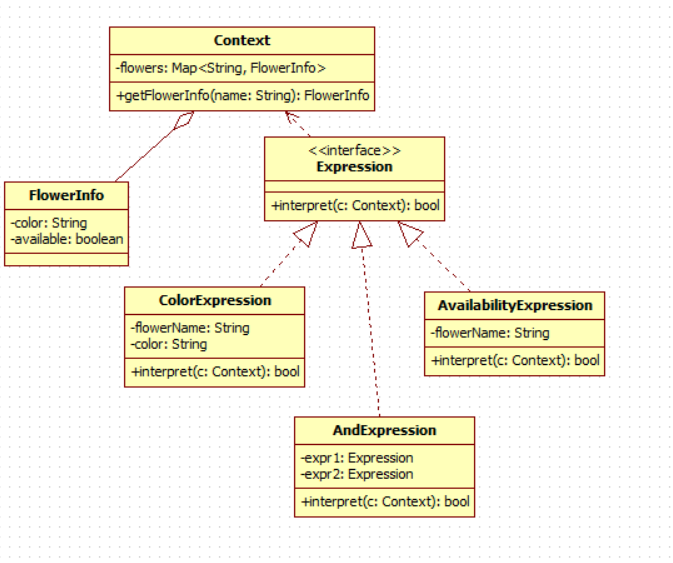 Context
-flowers: Map<String, FlowerInfo>
+getFlowerInfo(name: String): FlowerInfo
<<interface>>
Expression
+interpret(c: Context): bool
FlowerInfo
-color: String
-available: boolean
ColorExpression
-flowerName: String
-color: String
+interpret(c: Context): bool
AvailabilityExpression
-flowerName: String
+interpret(c: Context): bool
AndExpression
-expr1: Expression
-expr2: Expression
+interpret(c: Context): bool